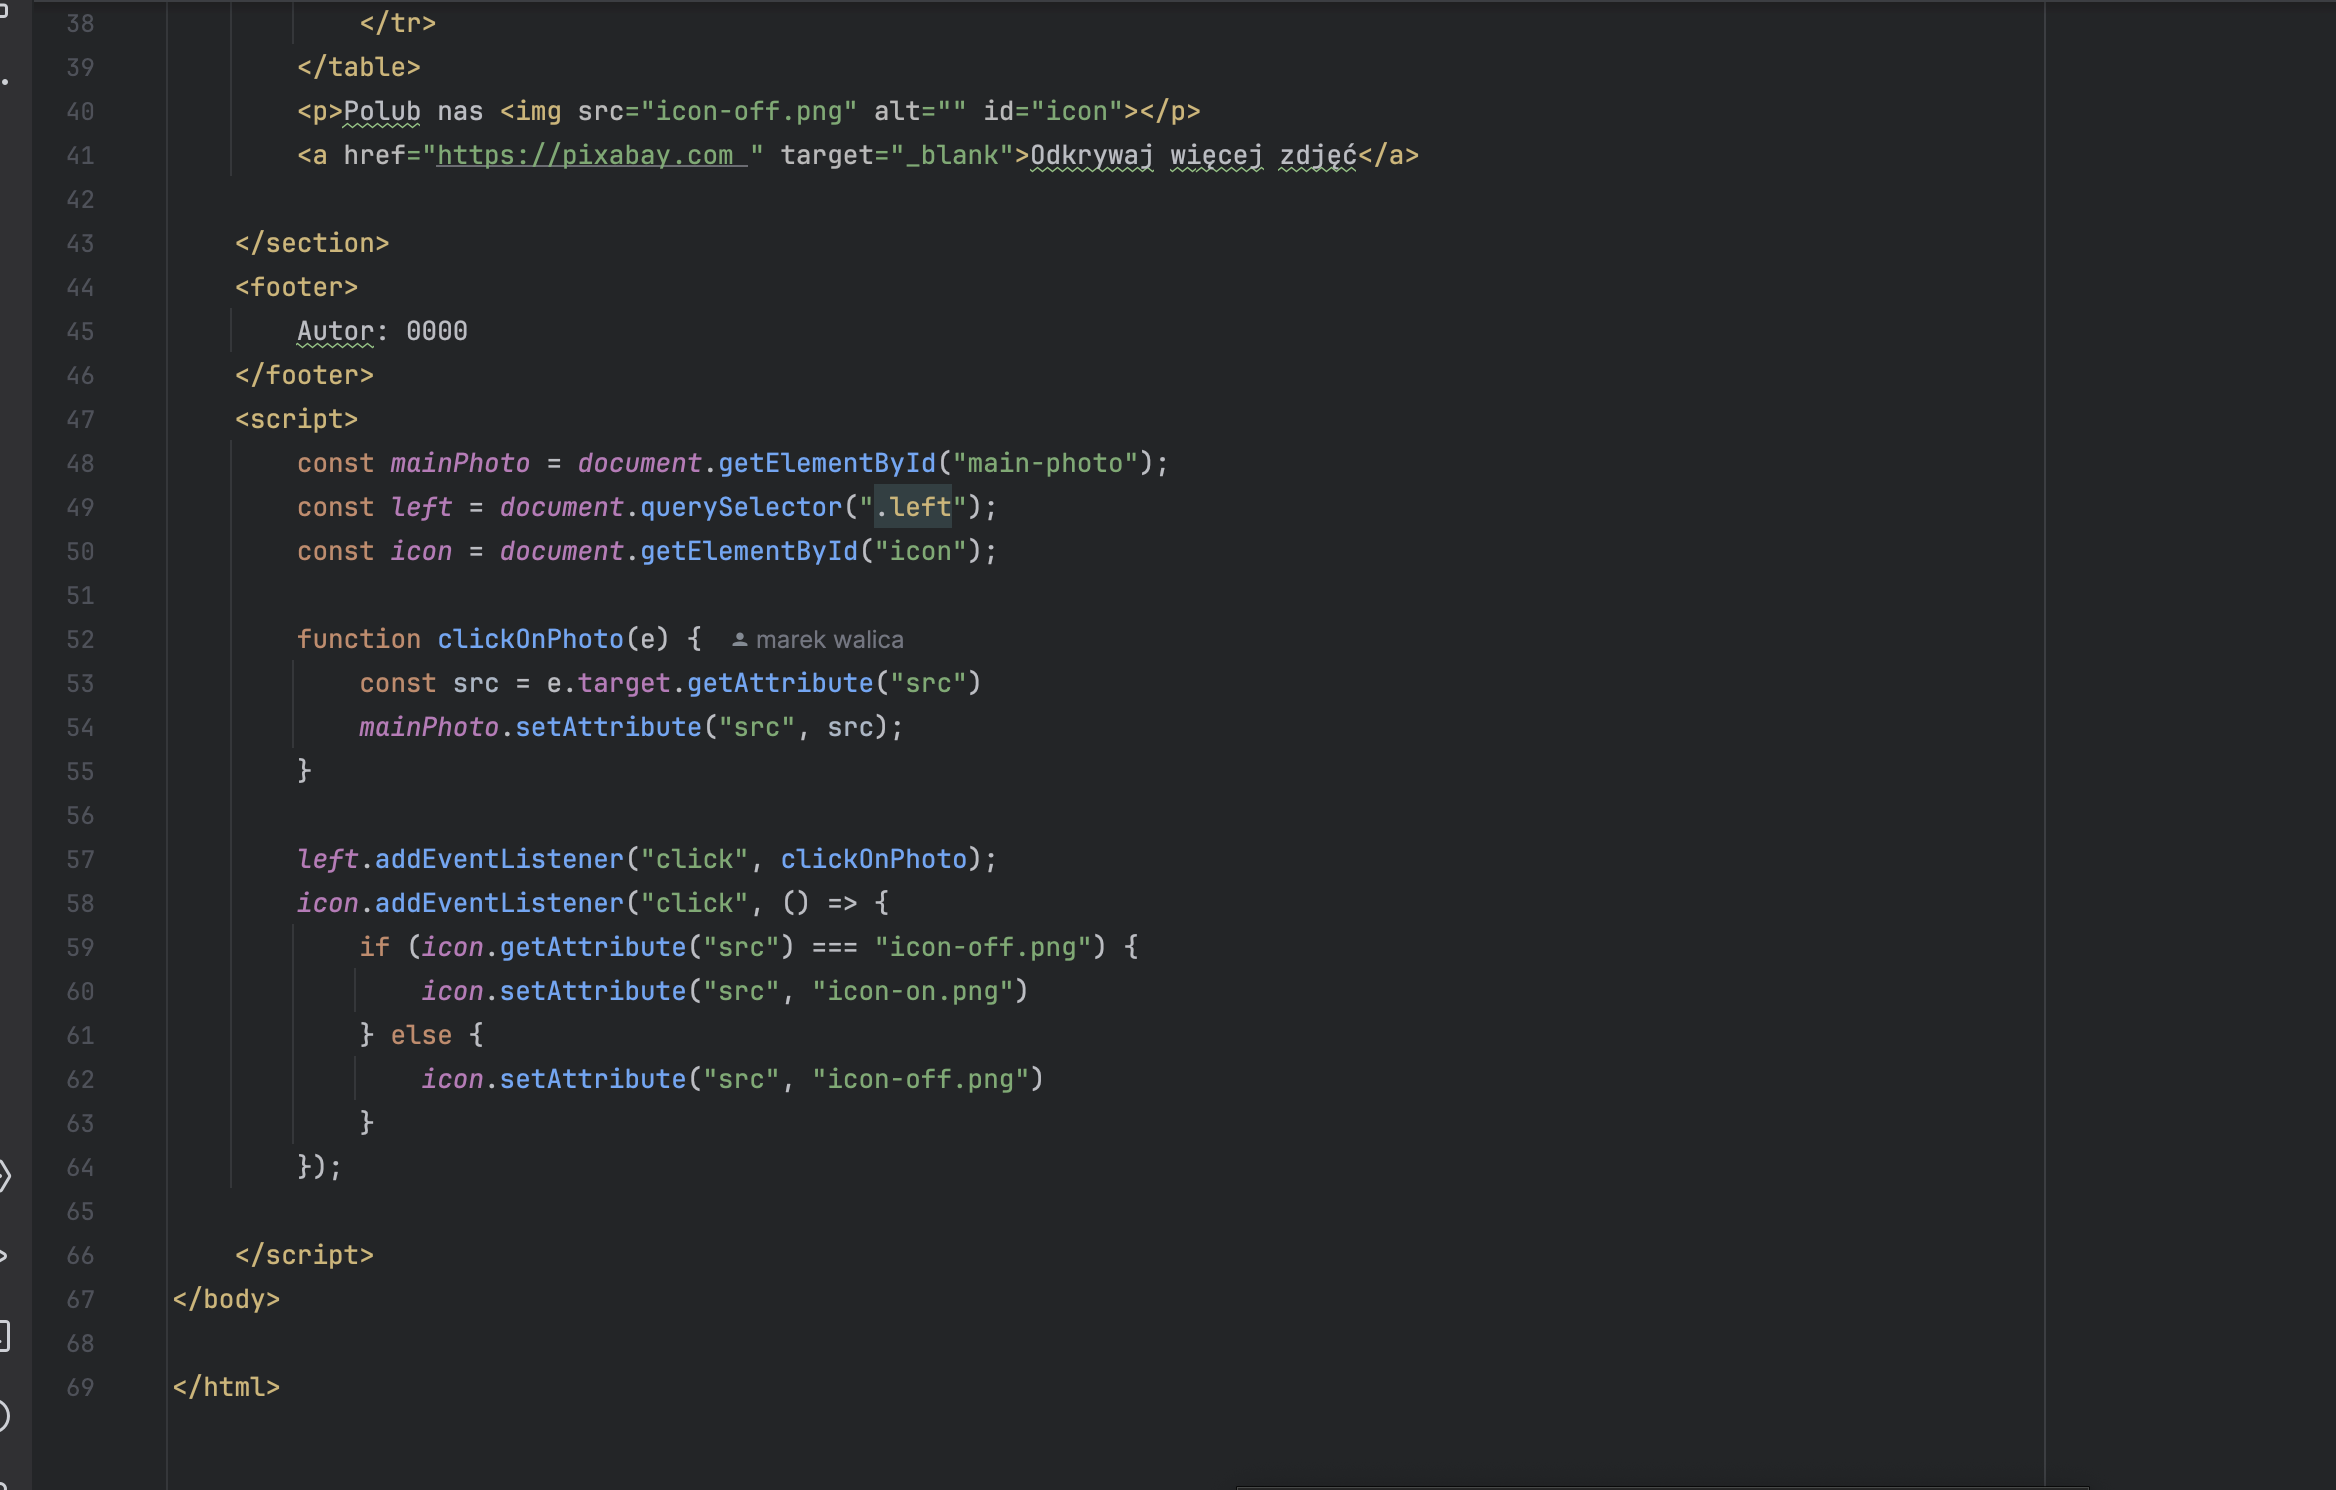 38 </tr>
39 </table>
40 <p>Polub nas <img src="icon-off.png" alt="" id="icon"></p>
41 <a href="https://pixabay.com " target="_blank">Odkrywaj więcej zdjęć</a>
42
43 </section>
44 <footer>
45 Autor: 0000
46 </footer>
47 <script>
48 const mainPhoto = document.getElementById("main-photo");
49 const left = document.querySelector(".left");
50 const icon = document.getElementById("icon");
51
52 function clickOnPhoto(e) { marek walica
53 const src = e.target.getAttribute("src")
54 mainPhoto.setAttribute("src", src);
55 }
56
57 left.addEventListener("click", clickOnPhoto);
58 icon.addEventListener("click", () => {
59 if (icon.getAttribute("src") === "icon-off.png") {
60 icon.setAttribute("src", "icon-on.png")
61 } else {
62 icon.setAttribute("src", "icon-off.png")
63 }
64 });
65
66 </script>
67 </body>
68
69 </html>